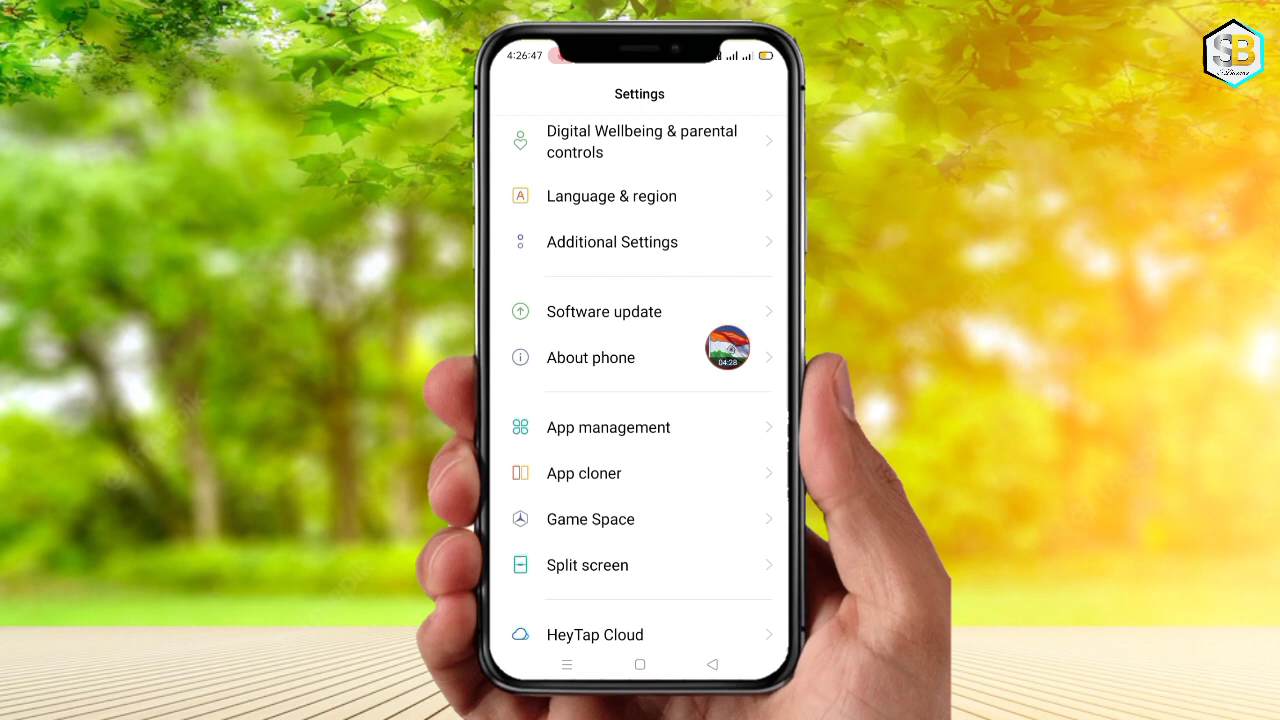 SB
4:26:47
Settings
Digital Wellbeing & parental
controls
Language & region
Additional Settings
Software update
About phone
04:28
App management
App cloner
Game Space
Split screen
HeyTap Cloud